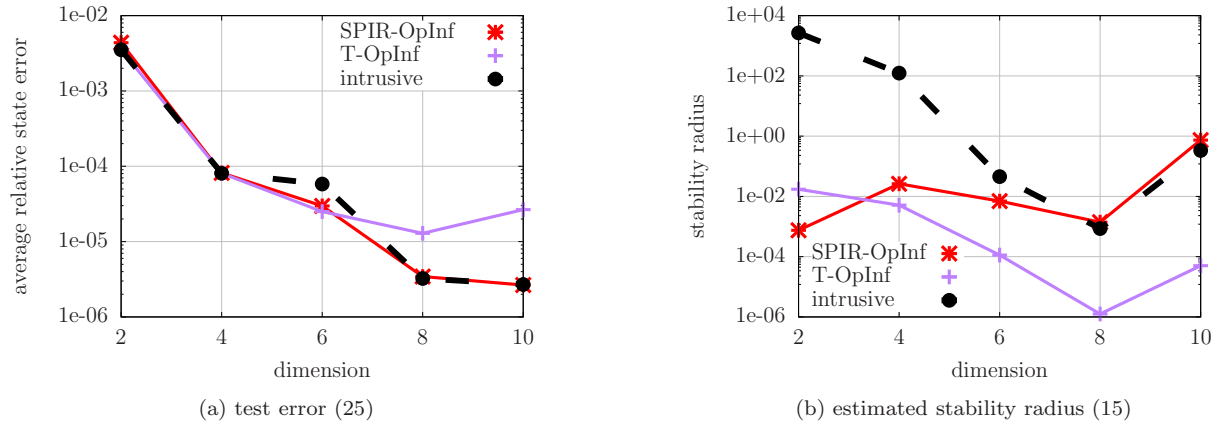 1e-02
1e-03
1e-04
1e-05
1e-06
average relative state error
SPIR-OpInf
T-OpInf
intrusive
2
4
6
8
10
dimension
(a) test error (25)
1e+04
1e+02
1e+00
1e-02
1e-04
1e-06
stability radius
SPIR-OpInf
T-OpInf
intrusive
2
4
6
8
10
dimension
(b) estimated stability radius (15)